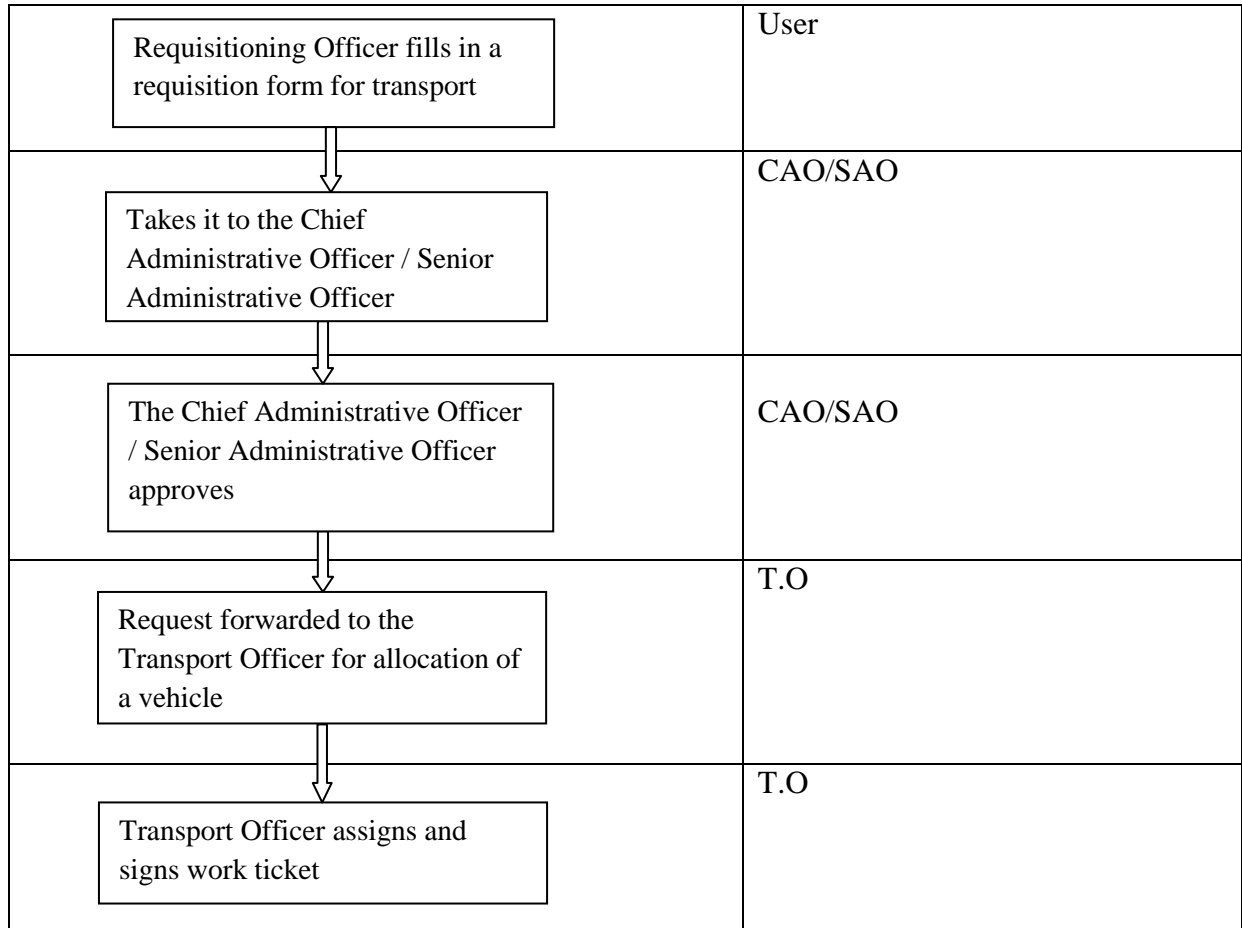 Requisitioning Officer fills in a
requisition form for transport
User
Takes it to the Chief
Administrative Officer / Senior
Administrative Officer
CAO/SAO
The Chief Administrative Officer
/ Senior Administrative Officer
approves
CAO/SAO
Request forwarded to the
Transport Officer for allocation of
a vehicle
T.O
Transport Officer assigns and
signs work ticket
T.O